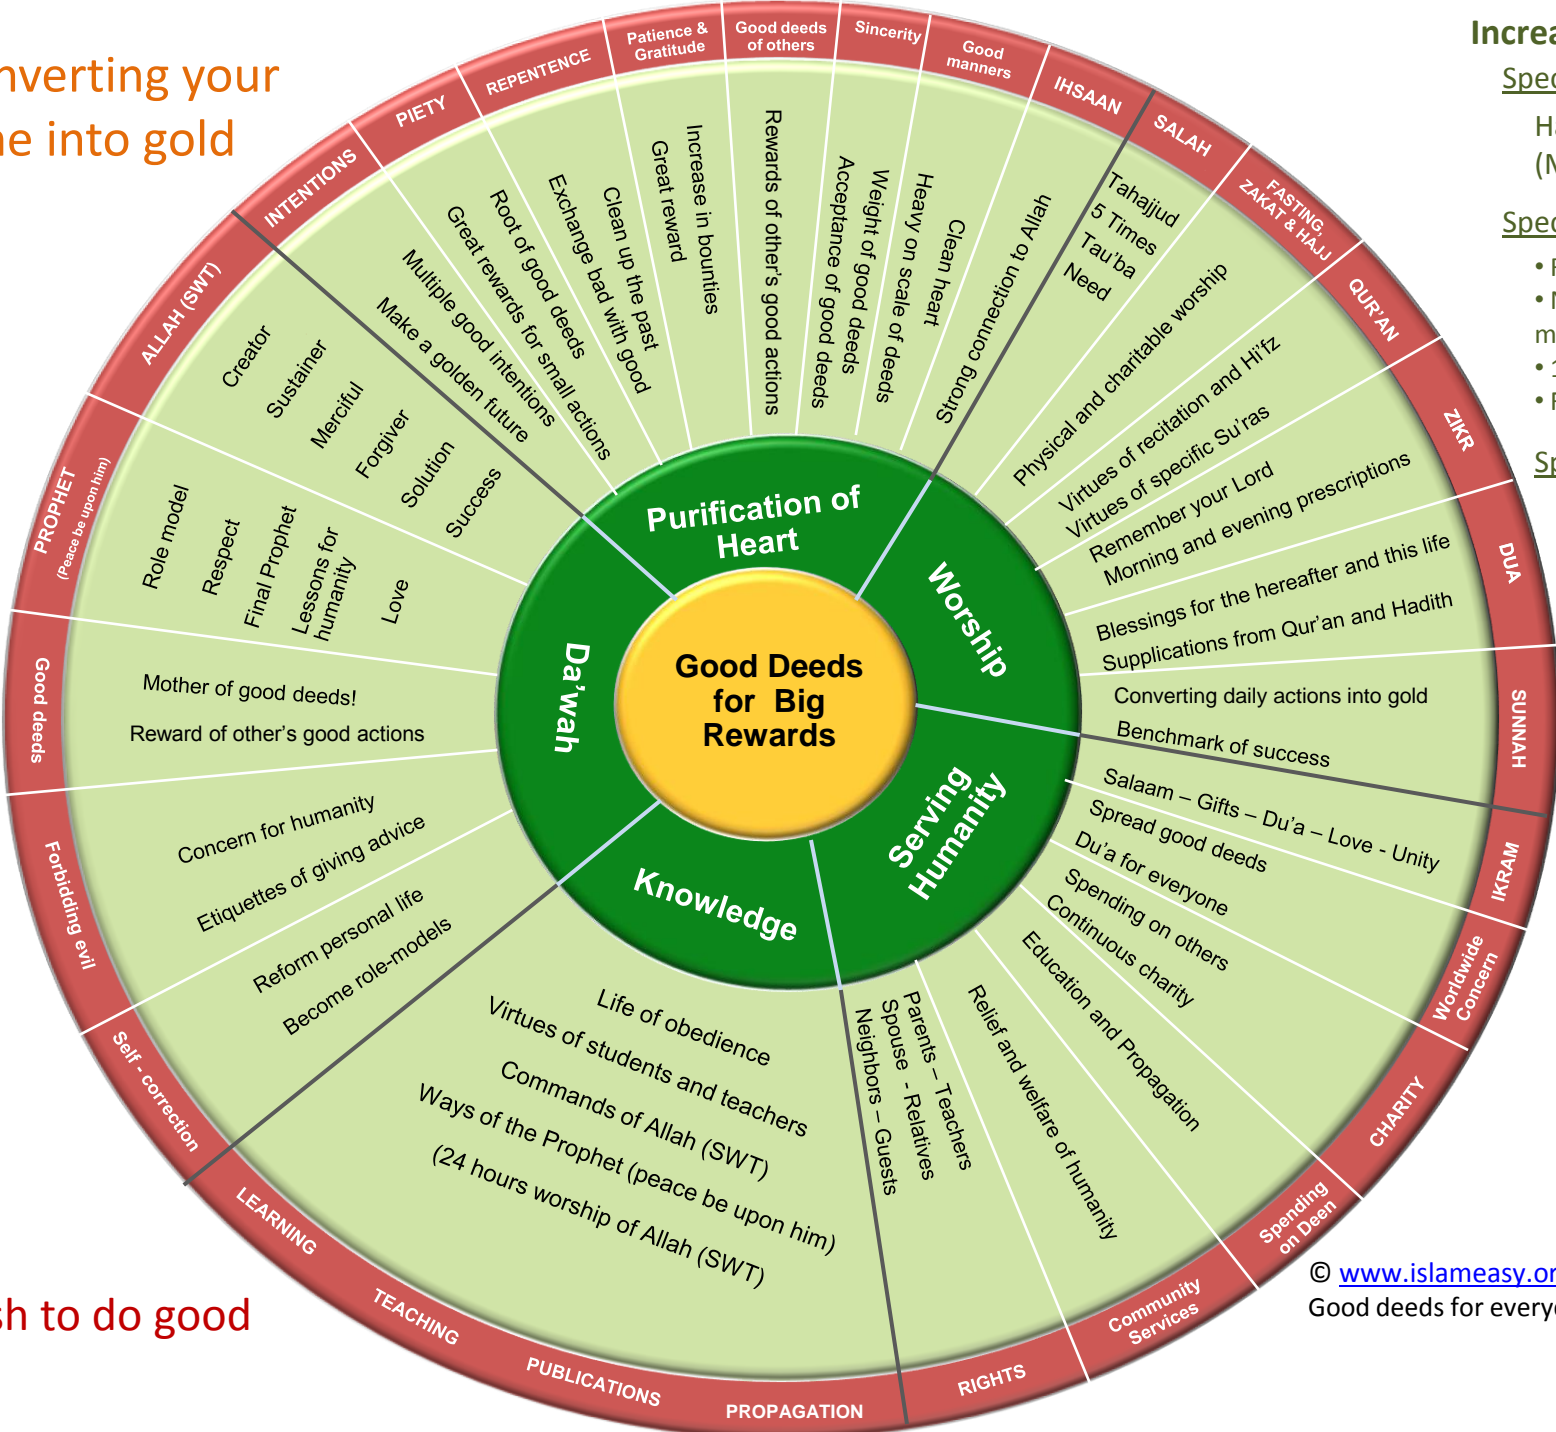 nverting your
e into gold
Increa
Spec
Ha
(M
Spec
m
Sp
Good Deeds
for Big
Rewards
Purification of
Heart
Worship
Serving
Humanity
Knowledge
Da'wah
INTENTIONS
Multiple good intentions
Make a golden future
PIETY
Root of good deeds
Great rewards for small actions
REPENTENCE
Clean up the past
Exchange bad with good
Patience &
Gratitude
Increase in bounties
Great reward
Good deeds
of others
Rewards of other's good actions
Sincerity
Weight of good deeds
Acceptance of good deeds
Good
manners
Clean heart
Heavy on scale of deeds
IHSAAN
Strong connection to Allah
SALAH
Tahajjud
5 Times
Tau'ba
Need
FASTING,
ZAKAT & HAJJ
Physical and charitable worship
QUR'AN
Virtues of recitation and Hi'fz
Virtues of specific Su'ras
ZIKR
Remember your Lord
Morning and evening prescriptions
DUA
Blessings for the hereafter and this life
Supplications from Qur'an and Hadith
SUNNAH
Converting daily actions into gold
Benchmark of success
IKRAM
Salaam – Gifts – Du'a – Love - Unity
Worldwide
Concern
Spread good deeds
Du'a for everyone
CHARITY
Spending on others
Continuous charity
Spending
on Deen
Education and Propagation
Community
Services
Relief and welfare of humanity
RIGHTS
Parents – Teachers
Spouse - Relatives
Neighbors – Guests
LEARNING
TEACHING
PUBLICATIONS
PROPAGATION
Life of obedience
Virtues of students and teachers
Commands of Allah (SWT)
Ways of the Prophet (peace be upon him)
(24 hours worship of Allah (SWT)
Self - correction
Reform personal life
Become role-models
Forbidding evil
Concern for humanity
Etiquettes of giving advice
Good deeds
Mother of good deeds!
Reward of other's good actions
PROPHET
(Peace be upon him)
Role model
Respect
Final Prophet
Lessons for
humanity
Love
ALLAH (SWT)
Creator
Sustainer
Merciful
Forgiver
Solution
Success
sh to do good
© www.islameasy.or
Good deeds for everyo